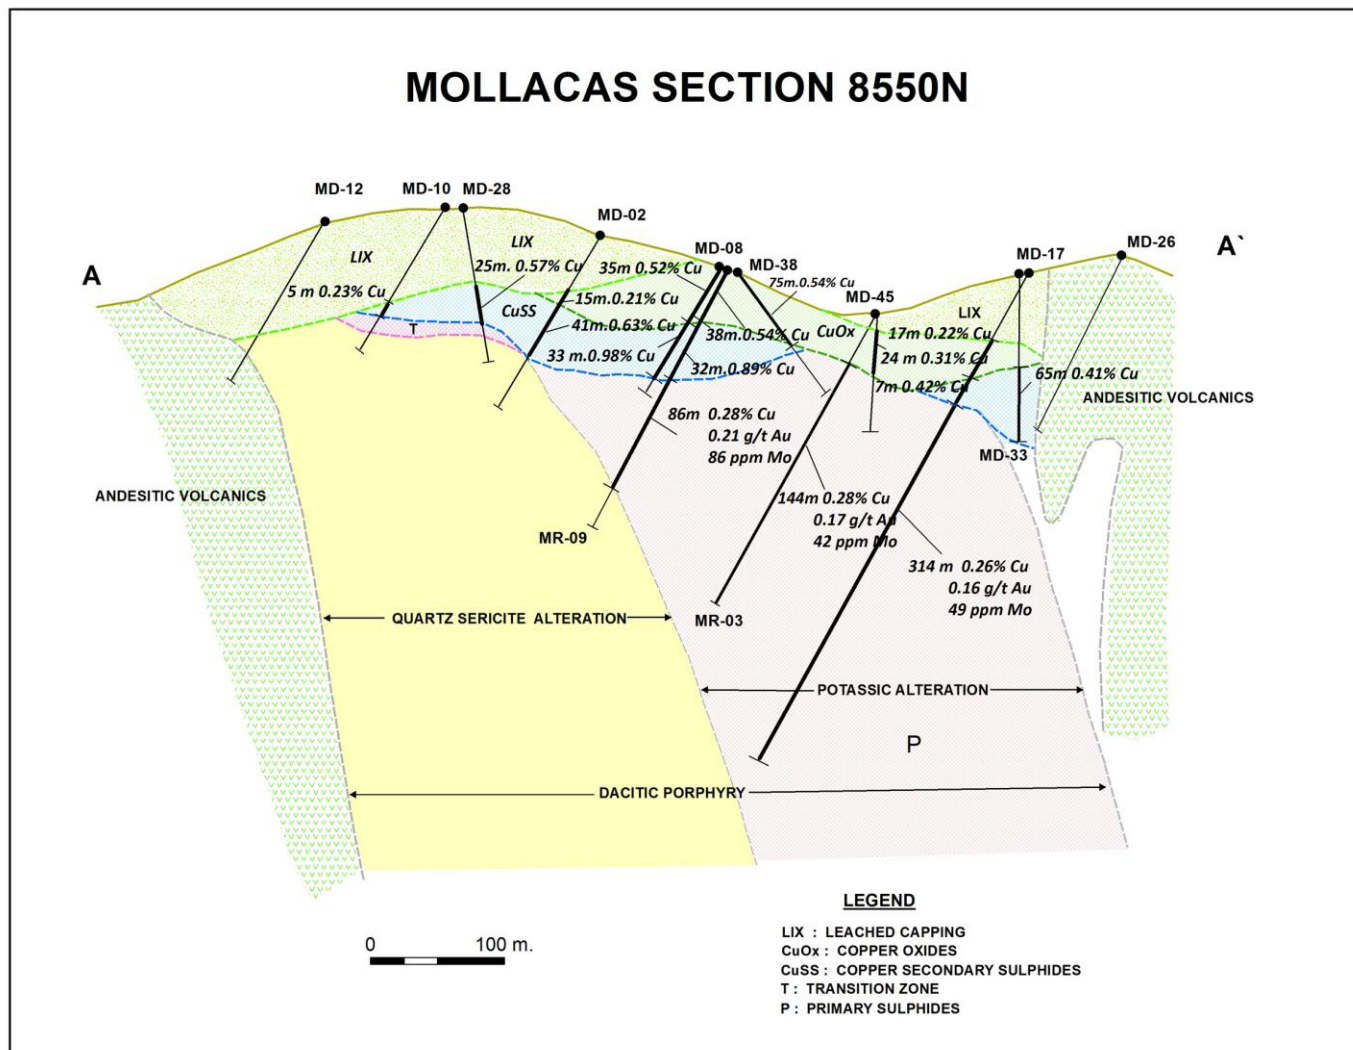 MOLLACAS SECTION 8550N
MD-12
MD-10
MD-28
MD-02
MD-08
MD-38
MD-45
MD-17
MD-26
A
A`
LIX
LIX
25m. 0.57% Cu
35m 0.52% Cu
75m.0.54% Cu
5 m 0.23% Cu
CuSS
15m.0.21% Cu
41m.0.63% Cu
38m.0.54% Cu
CuOx
LIX
17m 0.22% Cu
24 m 0.31% Cu
7m 0.42% Cu
65m 0.41% Cu
T
33 m.0.98% Cu
32m.0.89% Cu
ANDESITIC VOLCANICS
86m 0.28% Cu
0.21 g/t Au
86 ppm Mo
MD-33
ANDESITIC VOLCANICS
144m 0.28% Cu
0.17 g/t Au
42 ppm Mo
MR-09
314 m 0.26% Cu
0.16 g/t Au
49 ppm Mo
QUARTZ SERICITE ALTERATION
MR-03
POTASSIC ALTERATION
P
DACITIC PORPHYRY
0 100 m.
LEGEND
LIX : LEACHED CAPPING
CuOx : COPPER OXIDES
CuSS : COPPER SECONDARY SULPHIDES
T : TRANSITION ZONE
P : PRIMARY SULPHIDES